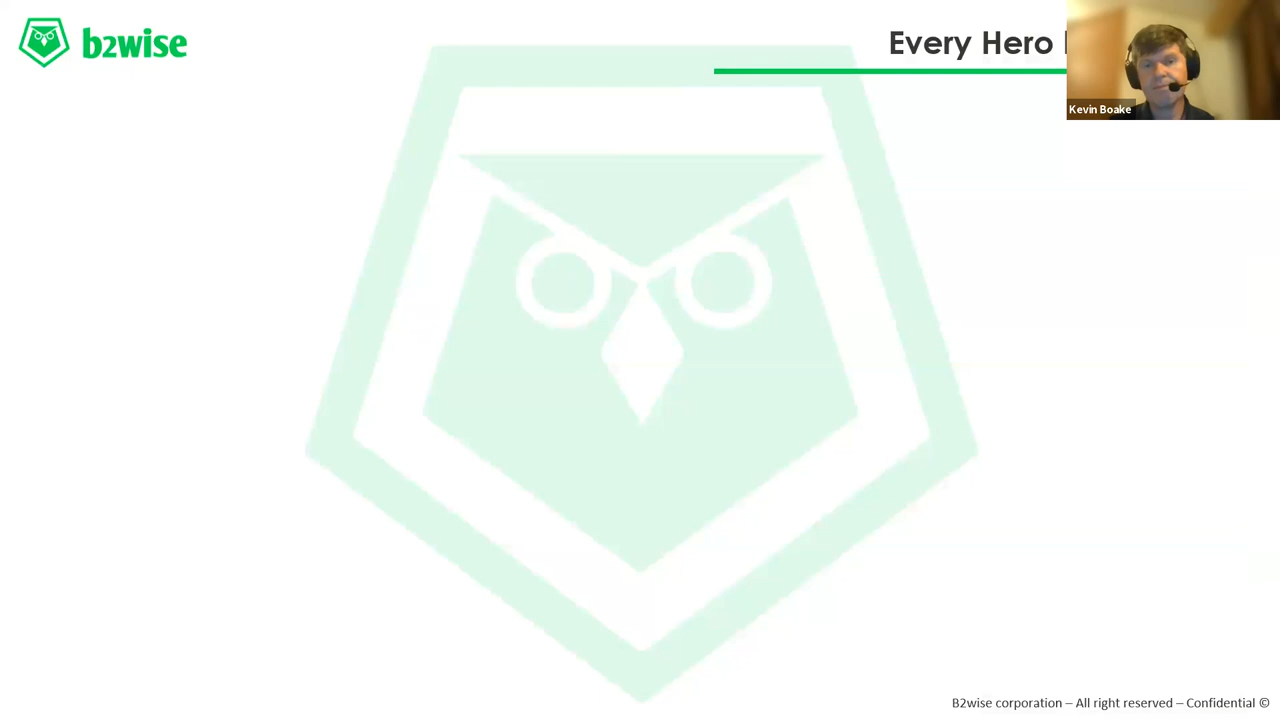 b2wise
Every Hero
Kevin Boake
B2wise corporation – All right reserved – Confidential ©